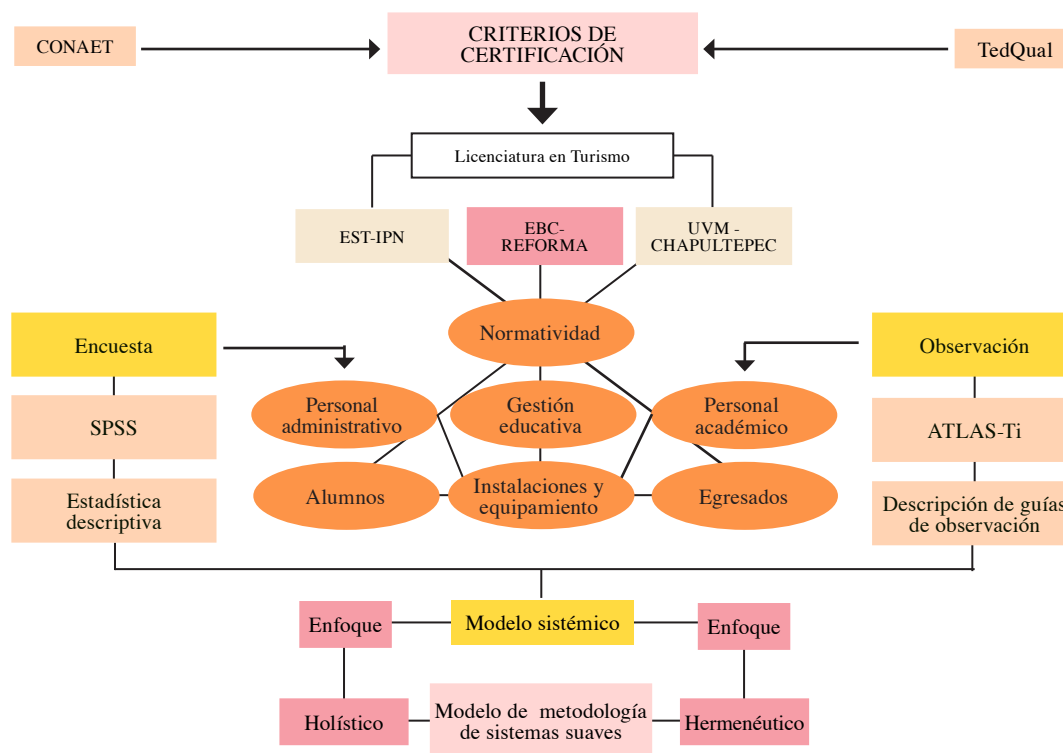 CONAET
CRITERIOS DE
CERTIFICACIÓN
TedQual
Licenciatura en Turismo
EST-IPN
EBC-
REFORMA
UVM -
CHAPULTEPEC
Encuesta
Normatividad
Observación
SPSS
Personal
administrativo
Gestión
educativa
Personal
académico
ATLAS-Ti
Estadística
descriptiva
Alumnos
Instalaciones y
equipamiento
Egresados
Descripción de guías
de observación
Enfoque
Modelo sistémico
Enfoque
Holístico
Modelo de metodología
de sistemas suaves
Hermenéutico